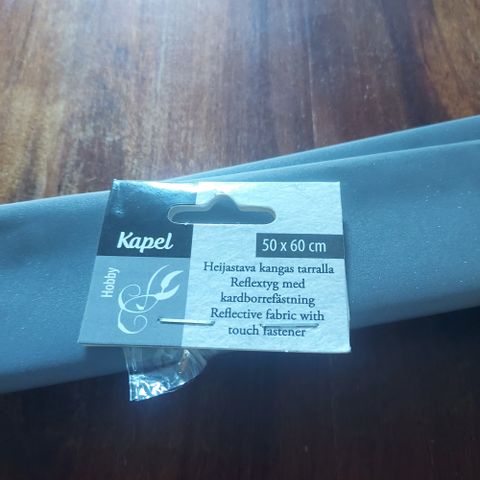 Kapel
Hobby
50 x 60 cm
Heijastava kangas tarralla
Reflextyg med
kardborrefästning
Reflective fabric with
touch fastener